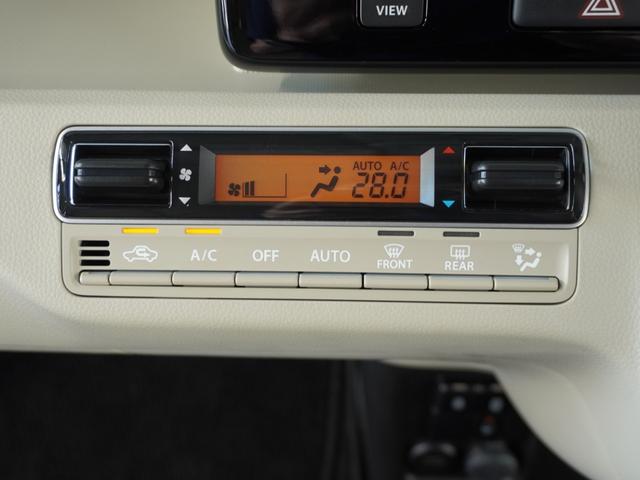 VIEW
AUTO A/C
28.0
A/C OFF AUTO FRONT REAR